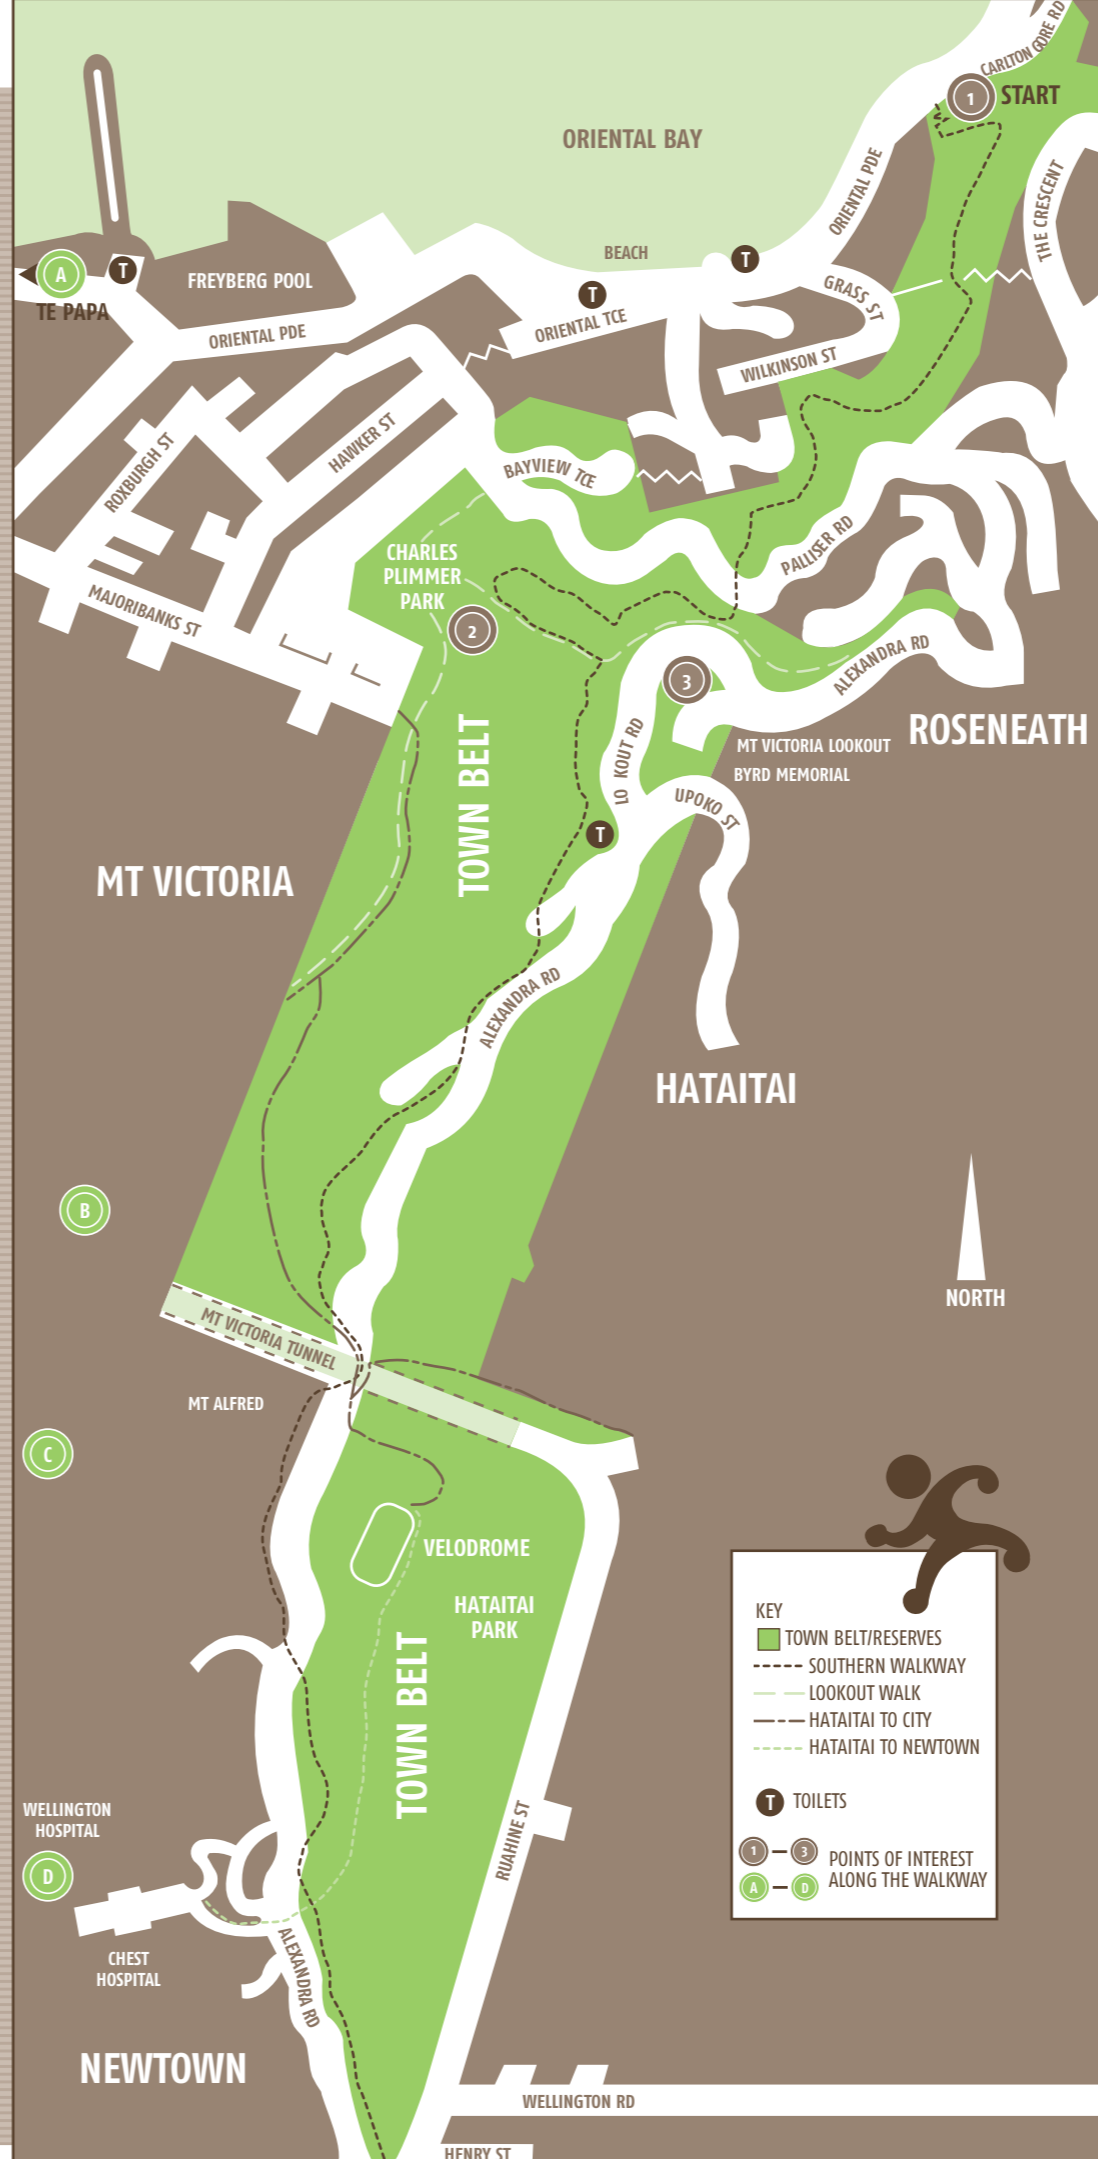 CARLTON GORE RD
1
START
ORIENTAL BAY
ORIENTAL PDE
THE CRESCENT
BEACH
T
A
T
FREYBERG POOL
TE PAPA
T
GRASS ST
ORIENTAL TCE
ORIENTAL PDE
WILKINSON ST
HAWKER ST
ROXBURGH ST
BAYVIEW TCE
PALLISER RD
CHARLES
PLIMMER
PARK
MAJORIBANKS ST
2
ALEXANDRA RD
3
ROSENEATH
MT VICTORIA LOOKOUT
BYRD MEMORIAL
LO KOUT RD
UPOKO ST
TOWN BELT
T
MT VICTORIA
ALEXANDRA RD
HATAITAI
B
NORTH
MT VICTORIA TUNNEL
MT ALFRED
C
VELODROME
HATAITAI
PARK
TOWN BELT
KEY
TOWN BELT/RESERVES
SOUTHERN WALKWAY
LOOKOUT WALK
HATAITAI TO CITY
HATAITAI TO NEWTOWN
T TOILETS
1 – 3 POINTS OF INTEREST
A – D ALONG THE WALKWAY
WELLINGTON
HOSPITAL
D
RUAHINE ST
CHEST
HOSPITAL
ALEXANDRA RD
NEWTOWN
WELLINGTON RD
HENRY ST